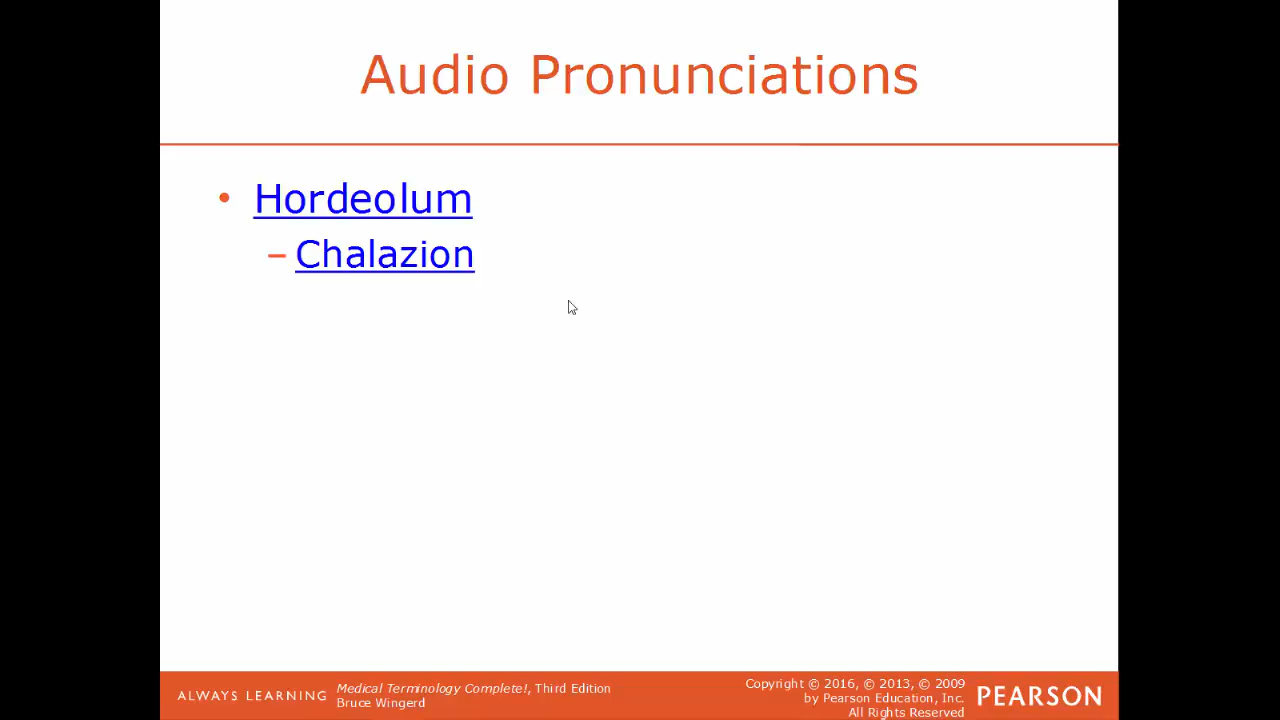 Audio Pronunciations
• Hordeolum
– Chalazion
ALWAYS LEARNING
Medical Terminology Complete!, Third Edition
Bruce Wingerd
Copyright © 2016, © 2013, © 2009
by Pearson Education, Inc.
All Rights Reserved
PEARSON